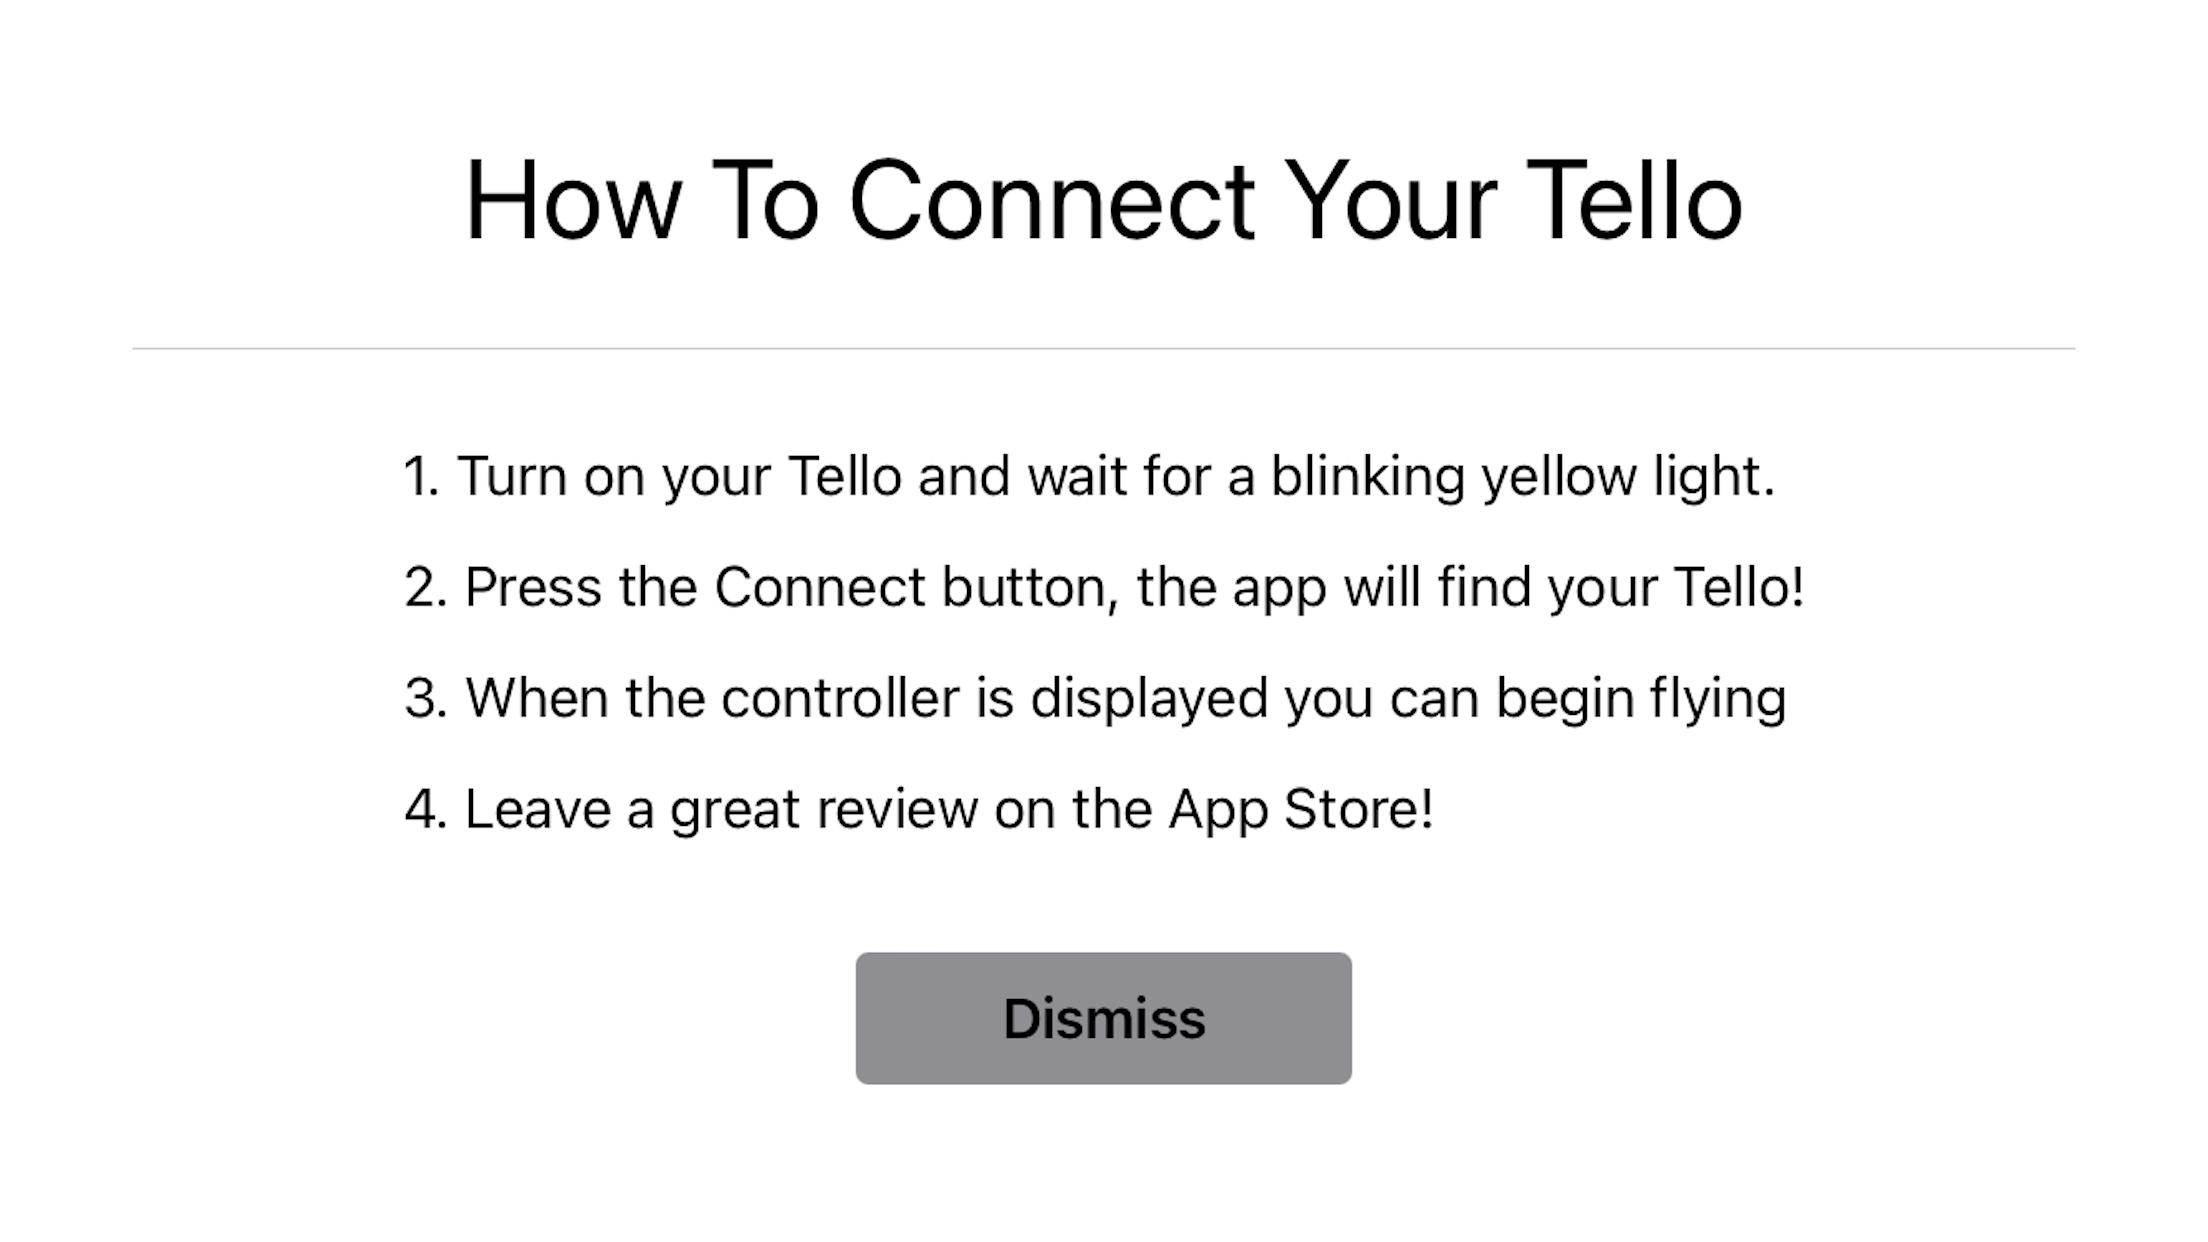 How To Connect Your Tello
1. Turn on your Tello and wait for a blinking yellow light.
2. Press the Connect button, the app will find your Tello!
3. When the controller is displayed you can begin flying
4. Leave a great review on the App Store!
Dismiss